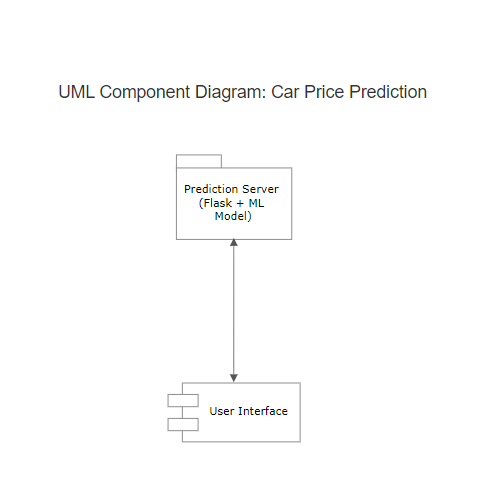 UML Component Diagram: Car Price Prediction
Prediction Server
(Flask + ML
Model)
User Interface